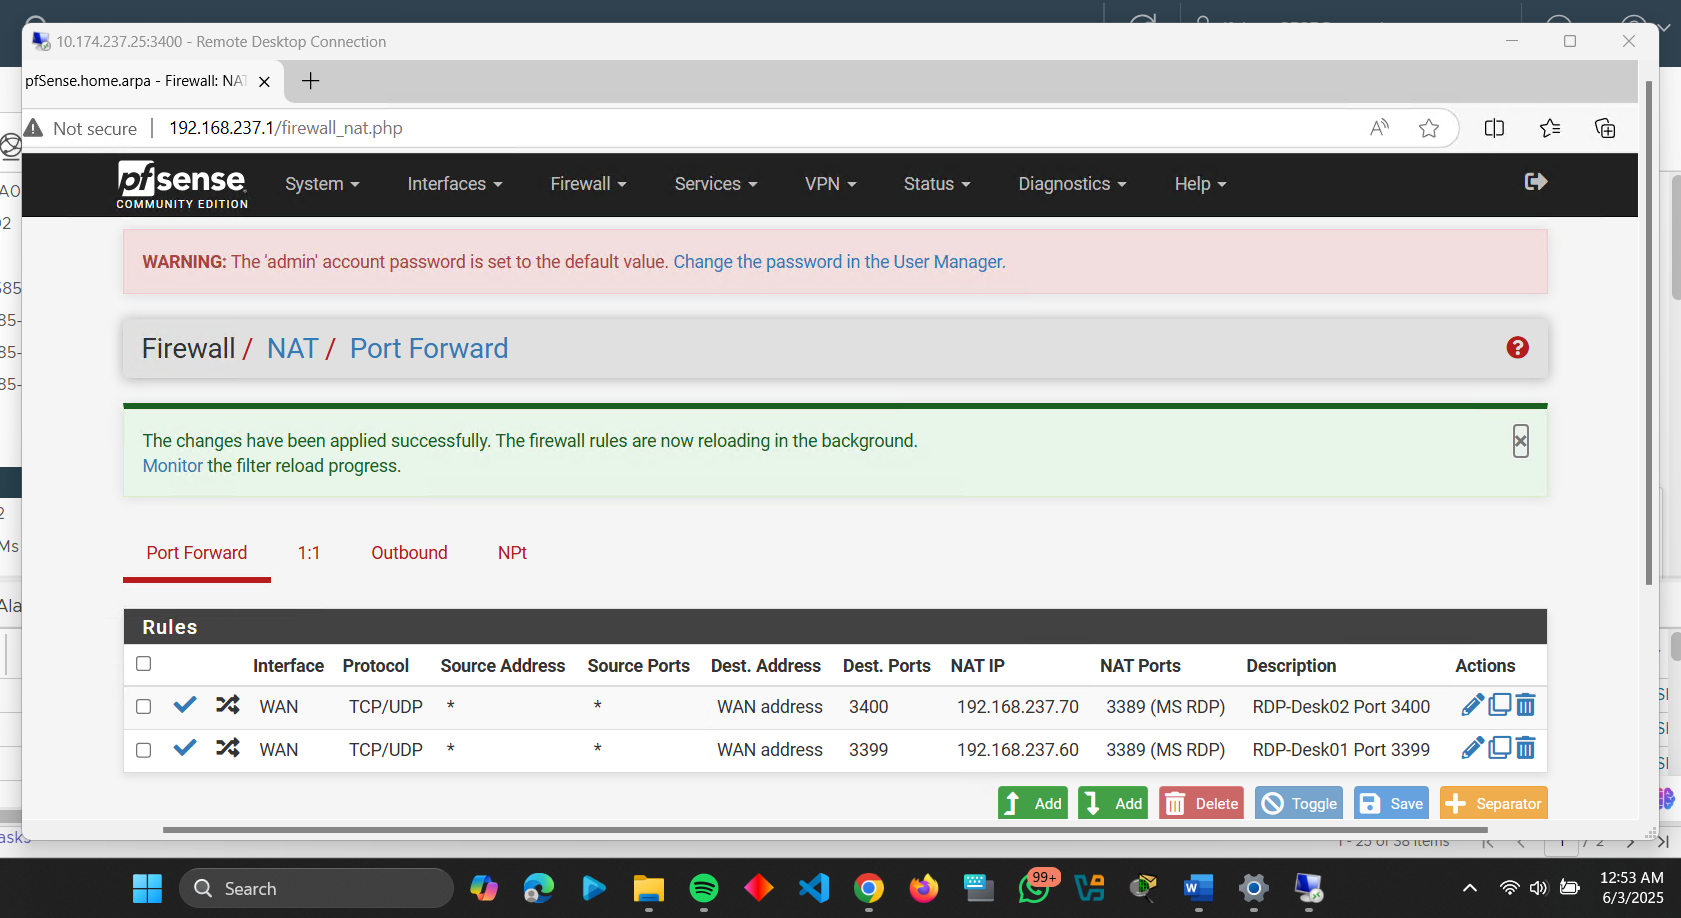 10.174.237.25:3400 - Remote Desktop Connection
pfSense.home.arpa - Firewall: NAT
Not secure 192.168.237.1/firewall_nat.php
pfsense System Interfaces Firewall Services VPN Status Diagnostics Help
COMMUNITY EDITION
WARNING: The 'admin' account password is set to the default value. Change the password in the User Manager.
Firewall / NAT / Port Forward
The changes have been applied successfully. The firewall rules are now reloading in the background.
Monitor the filter reload progress.
Port Forward 1:1 Outbound NPt
Rules
Interface Protocol Source Address Source Ports Dest. Address Dest. Ports NAT IP NAT Ports Description Actions
WAN TCP/UDP * * WAN address 3400 192.168.237.70 3389 (MS RDP) RDP-Desk02 Port 3400
WAN TCP/UDP * * WAN address 3399 192.168.237.60 3389 (MS RDP) RDP-Desk01 Port 3399
Add Add Delete Toggle Save Separator
1 - 25 of 38 items 1 / 2
Search 99+ 12:53 AM
6/3/2025